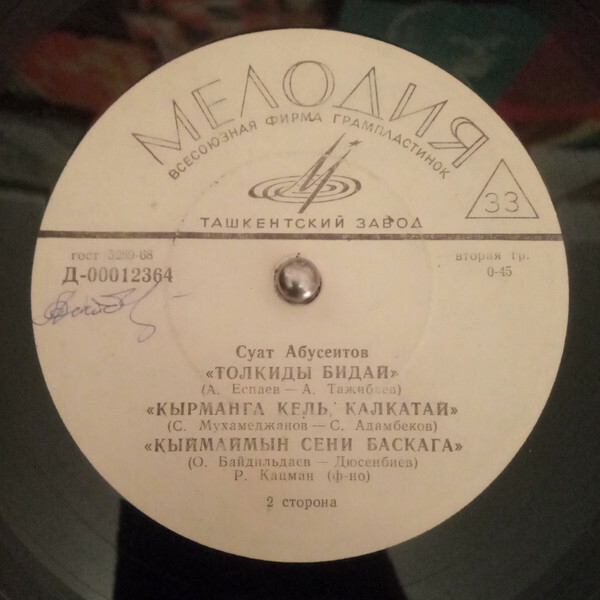 МЕЛОДИЯ
ВСЕСОЮЗНАЯ ФИРМА ГРАМПЛАСТИНОК
33
ТАШКЕНТСКИЙ ЗАВОД
гост 5289-68
вторая гр.
Д-00012364
0-45
Суат Абусеитов
«ТОЛКИДЫ БИДАЙ»
(А. Еспаев — А. Тажибаев)
«КЫРМАНГА КЕЛЬ, КАЛКАТАЙ»
(С. Мухамеджанов — С. Адамбеков)
«КЫЙМАЙМЫН СЕНИ БАСКАГА»
(О. Байдильдаев — Дюсенбиев)
Р. Кацман (ф-но)
2 сторона